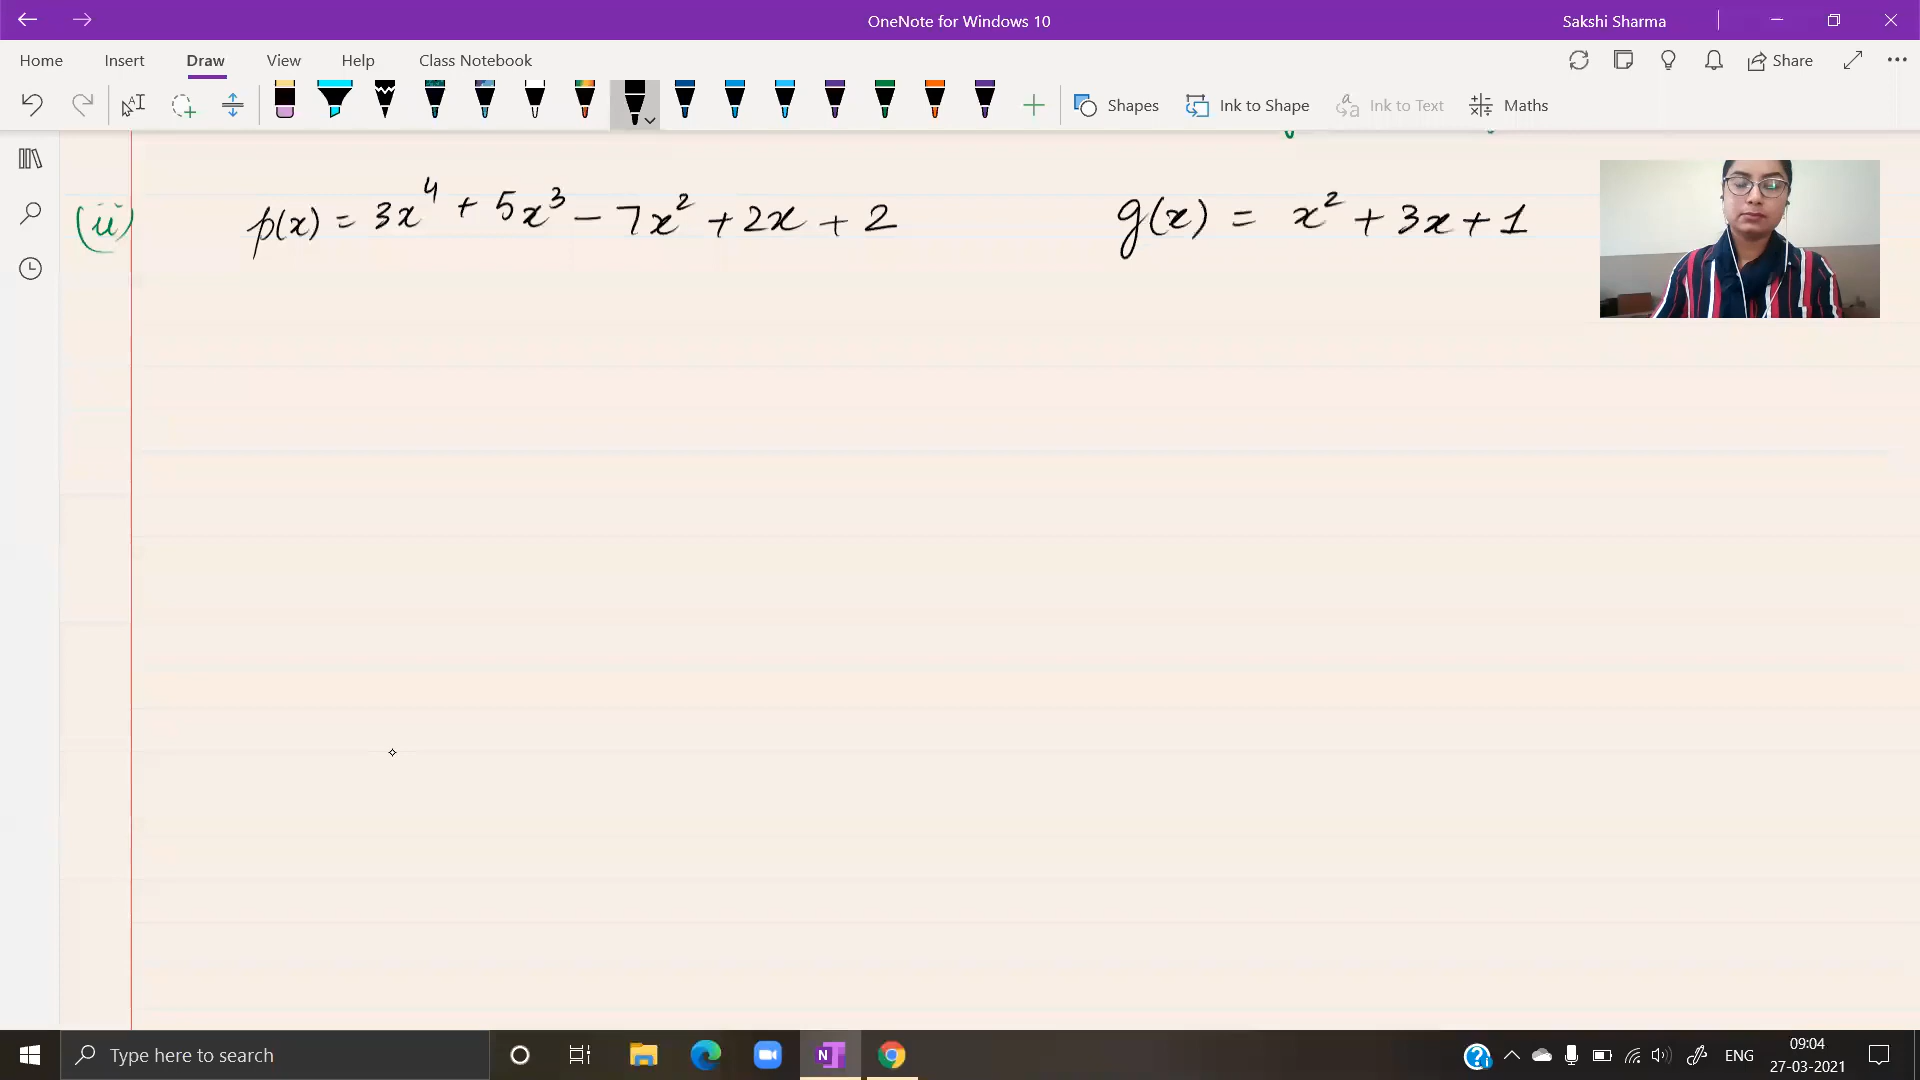 OneNote for Windows 10
Sakshi Sharma
Home Insert Draw View Help Class Notebook
Share
Shapes Ink to Shape Ink to Text Maths
(ii) p(x) = 3x⁴ + 5x³ – 7x² + 2x + 2 g(x) = x² + 3x + 1
Type here to search
ENG
09:04
27-03-2021